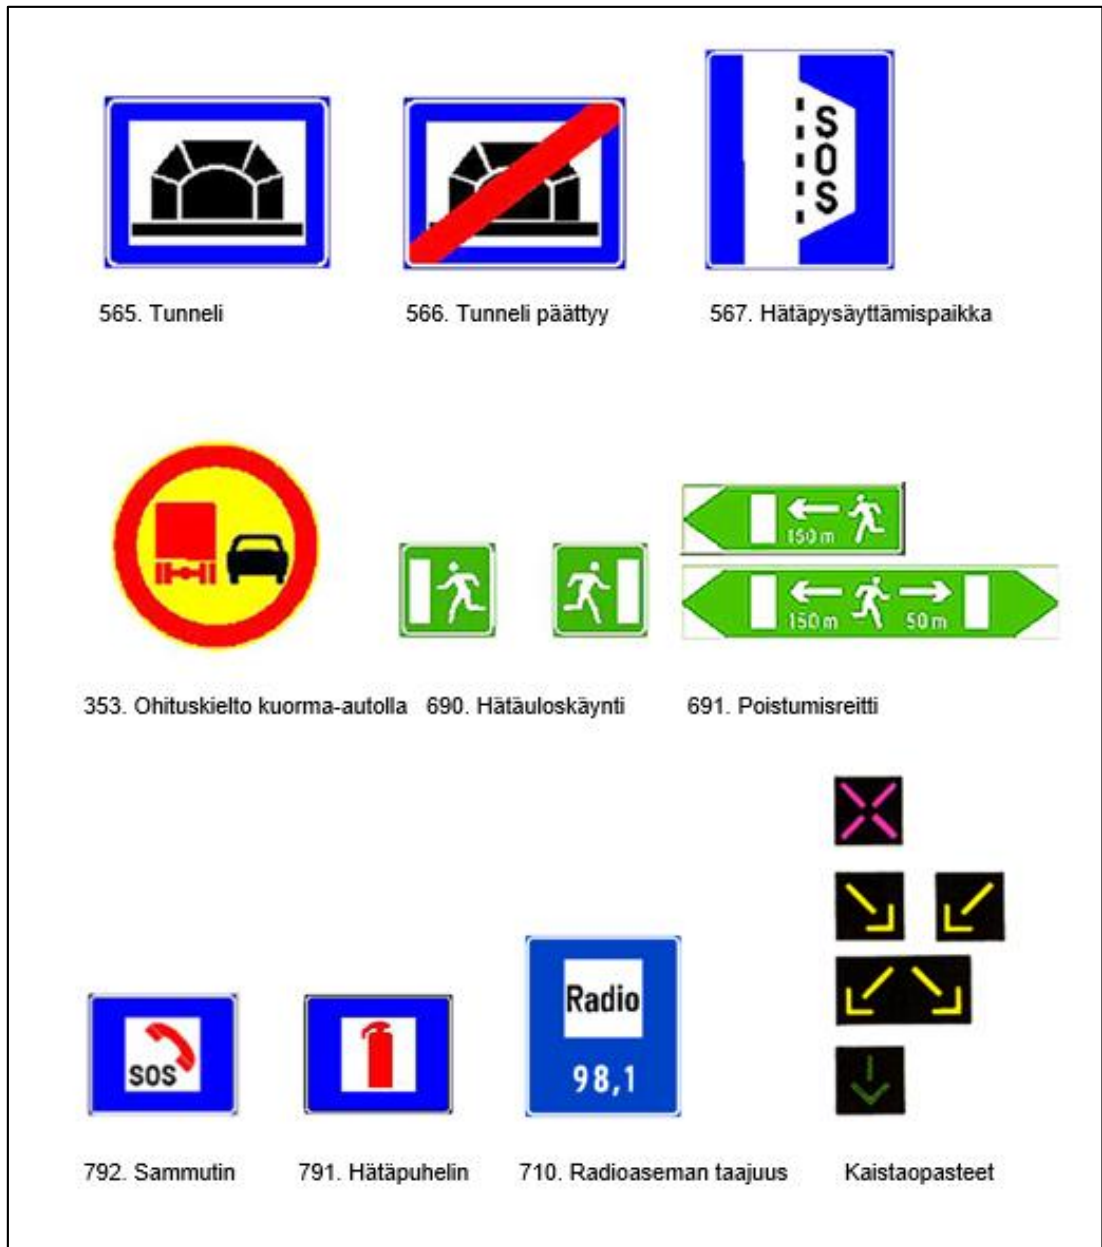 SOS
565. Tunneli
566. Tunneli päättyy
567. Hätäpysäyttämispaikka
150 m
150 m 50 m
353. Ohituskielto kuorma-autolla
690. Hätäuloskäynti
691. Poistumisreitti
SOS
Radio
98,1
792. Sammutin
791. Hätäpuhelin
710. Radioaseman taajuus
Kaistaopasteet